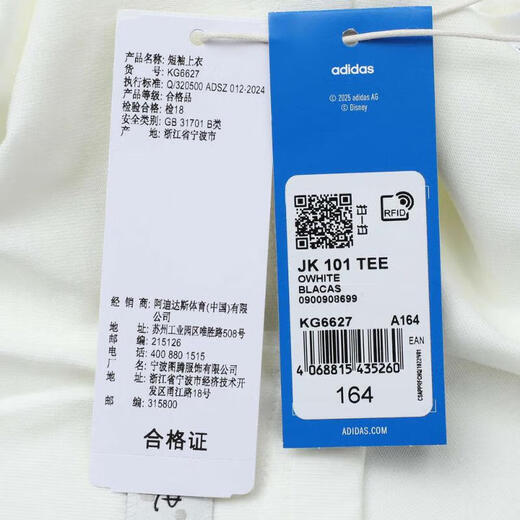 产品名称: 短袖上衣
货 号: KG6627
执行标准: Q/320500 ADSZ 012-2024
产品等级: 合格品
检验合格: 检18
安全类别: GB 31701 B类
产 地: 浙江省宁波市
经 销 商: 阿迪达斯体育(中国)有限
公司
地址: 苏州工业园区唯胜路508号
邮编: 215126
电话: 400 880 1515
厂名: 宁波图腾服饰有限公司
地址: 浙江省宁波市经济技术开
发区甬江路18号
邮编: 315800
合格证
adidas
© 2025 adidas AG
© Disney
RFID
JK 101 TEE
OWHITE
BLACAS
0900908699
KG6627 A164
EAN
4 068815 435260
164
ADIDAS.COM